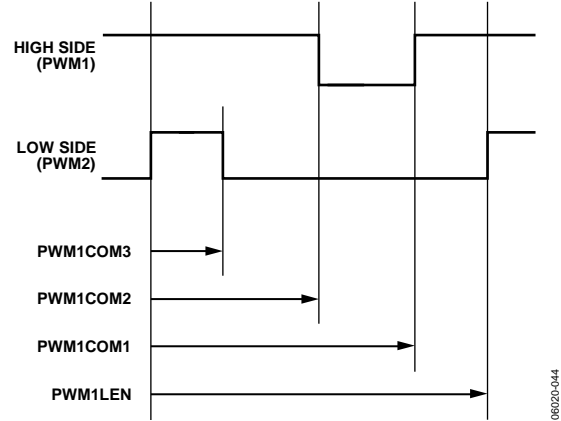 HIGH SIDE
(PWM1)
LOW SIDE
(PWM2)
PWM1COM3
PWM1COM2
PWM1COM1
PWM1LEN
06020-044